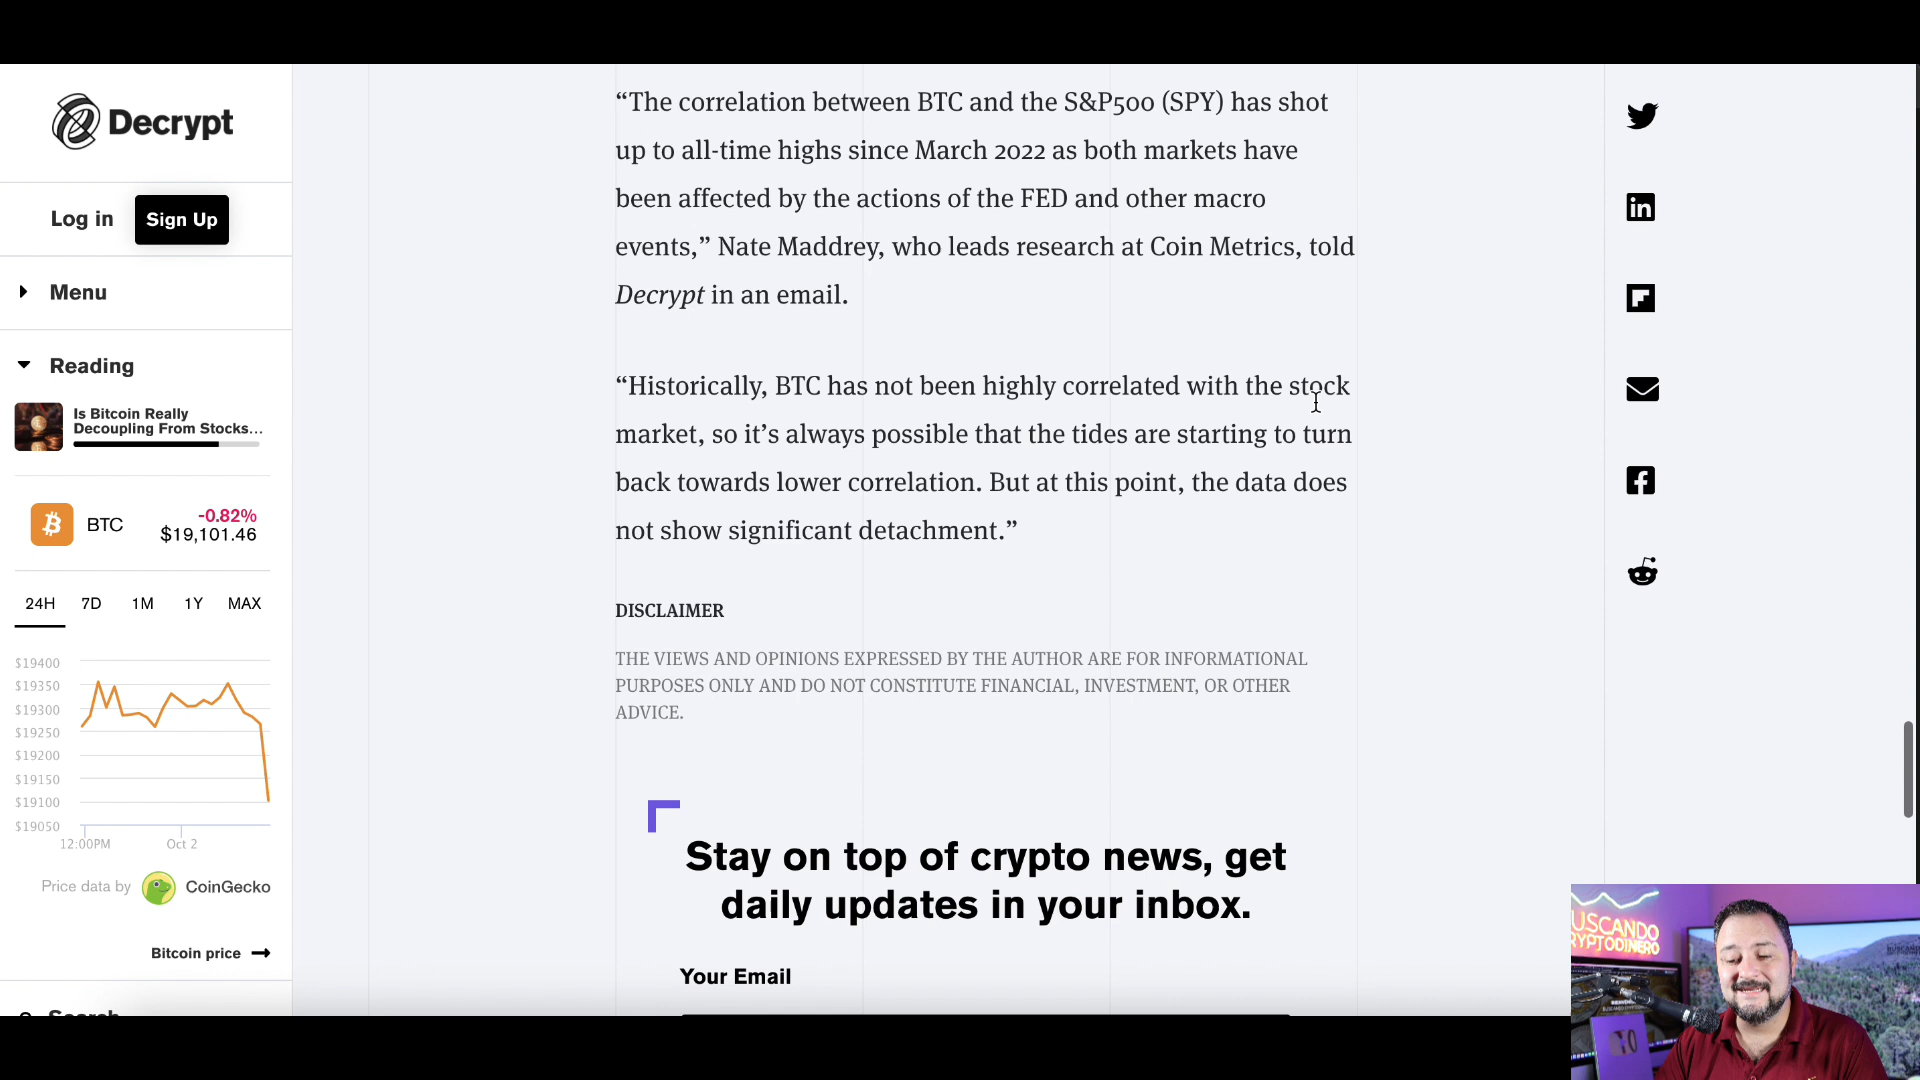 Decrypt
Log in
Sign Up
Menu
Reading
Is Bitcoin Really
Decoupling From Stocks...
BTC
-0.82%
$19,101.46
24H 7D 1M 1Y MAX
$19400
$19350
$19300
$19250
$19200
$19150
$19100
$19050
12:00PM Oct 2
Price data by CoinGecko
Bitcoin price
Search
“The correlation between BTC and the S&P500 (SPY) has shot
up to all-time highs since March 2022 as both markets have
been affected by the actions of the FED and other macro
events,” Nate Maddrey, who leads research at Coin Metrics, told
Decrypt in an email.
“Historically, BTC has not been highly correlated with the stock
market, so it’s always possible that the tides are starting to turn
back towards lower correlation. But at this point, the data does
not show significant detachment.”
DISCLAIMER
THE VIEWS AND OPINIONS EXPRESSED BY THE AUTHOR ARE FOR INFORMATIONAL
PURPOSES ONLY AND DO NOT CONSTITUTE FINANCIAL, INVESTMENT, OR OTHER
ADVICE.
Stay on top of crypto news, get
daily updates in your inbox.
Your Email
USCANDO
RYPTODINERO